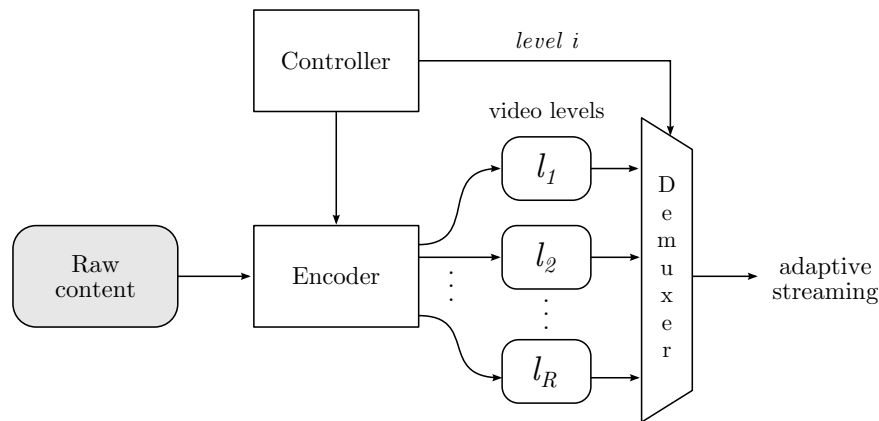 level i
Controller
video levels
l1
D
e
m
u
x
e
r
Raw
content
Encoder
l2
adaptive
streaming
lR